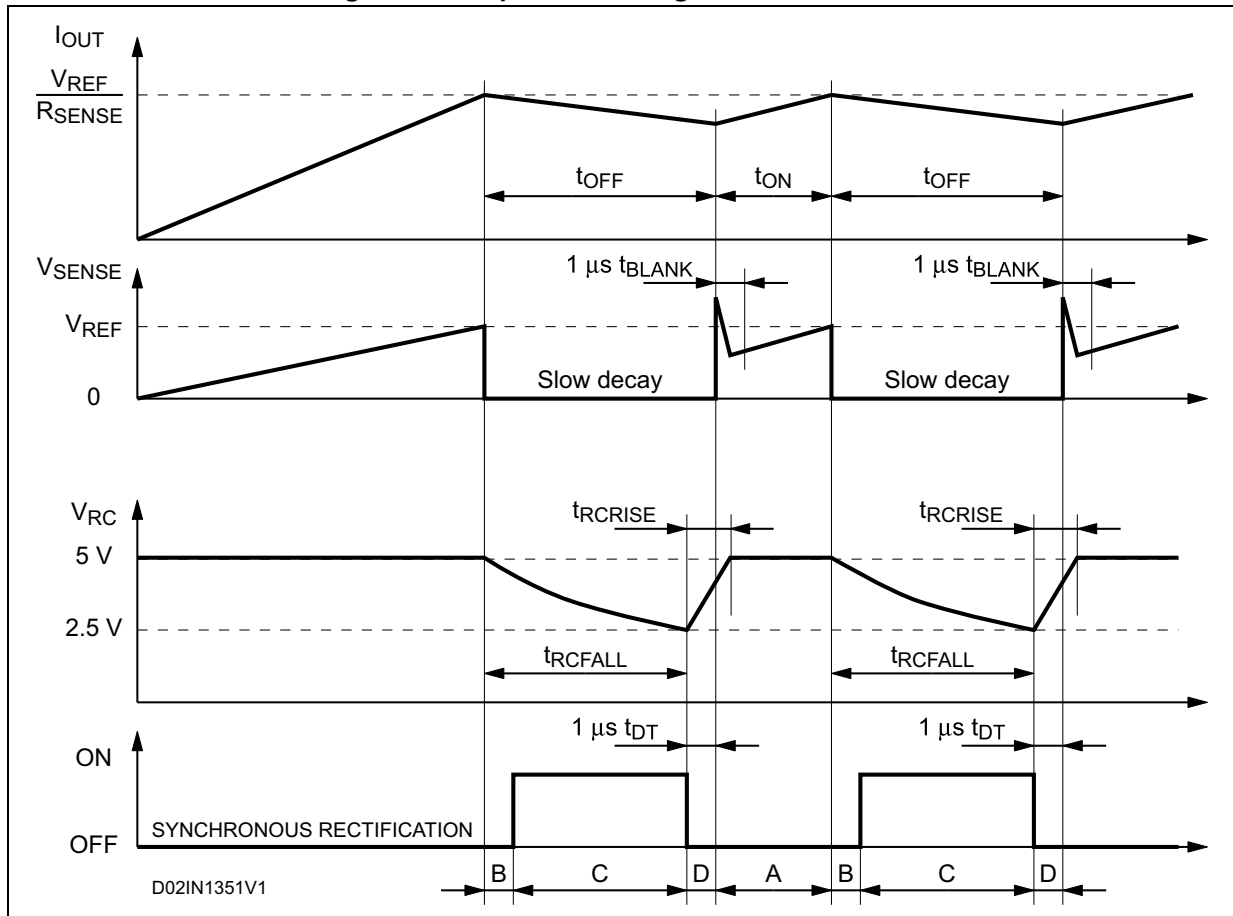 IOUT
VREF
RSENSE
tOFF tON tOFF
VSENSE
1 μs tBLANK 1 μs tBLANK
VREF
Slow decay Slow decay
0
VRC
tRCRISE tRCRISE
5 V
2.5 V
tRCFALL tRCFALL
1 μs tDT 1 μs tDT
ON
SYNCHRONOUS RECTIFICATION
OFF
B C D A B C D
D02IN1351V1